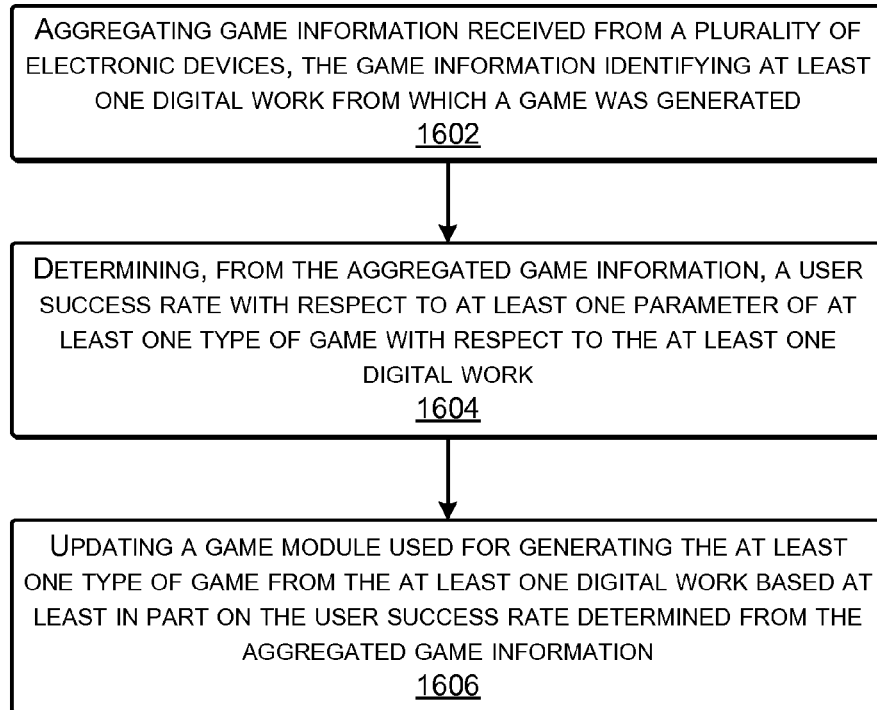 AGGREGATING GAME INFORMATION RECEIVED FROM A PLURALITY OF
ELECTRONIC DEVICES, THE GAME INFORMATION IDENTIFYING AT LEAST
ONE DIGITAL WORK FROM WHICH A GAME WAS GENERATED
1602
DETERMINING, FROM THE AGGREGATED GAME INFORMATION, A USER
SUCCESS RATE WITH RESPECT TO AT LEAST ONE PARAMETER OF AT
LEAST ONE TYPE OF GAME WITH RESPECT TO THE AT LEAST ONE
DIGITAL WORK
1604
UPDATING A GAME MODULE USED FOR GENERATING THE AT LEAST
ONE TYPE OF GAME FROM THE AT LEAST ONE DIGITAL WORK BASED AT
LEAST IN PART ON THE USER SUCCESS RATE DETERMINED FROM THE
AGGREGATED GAME INFORMATION
1606